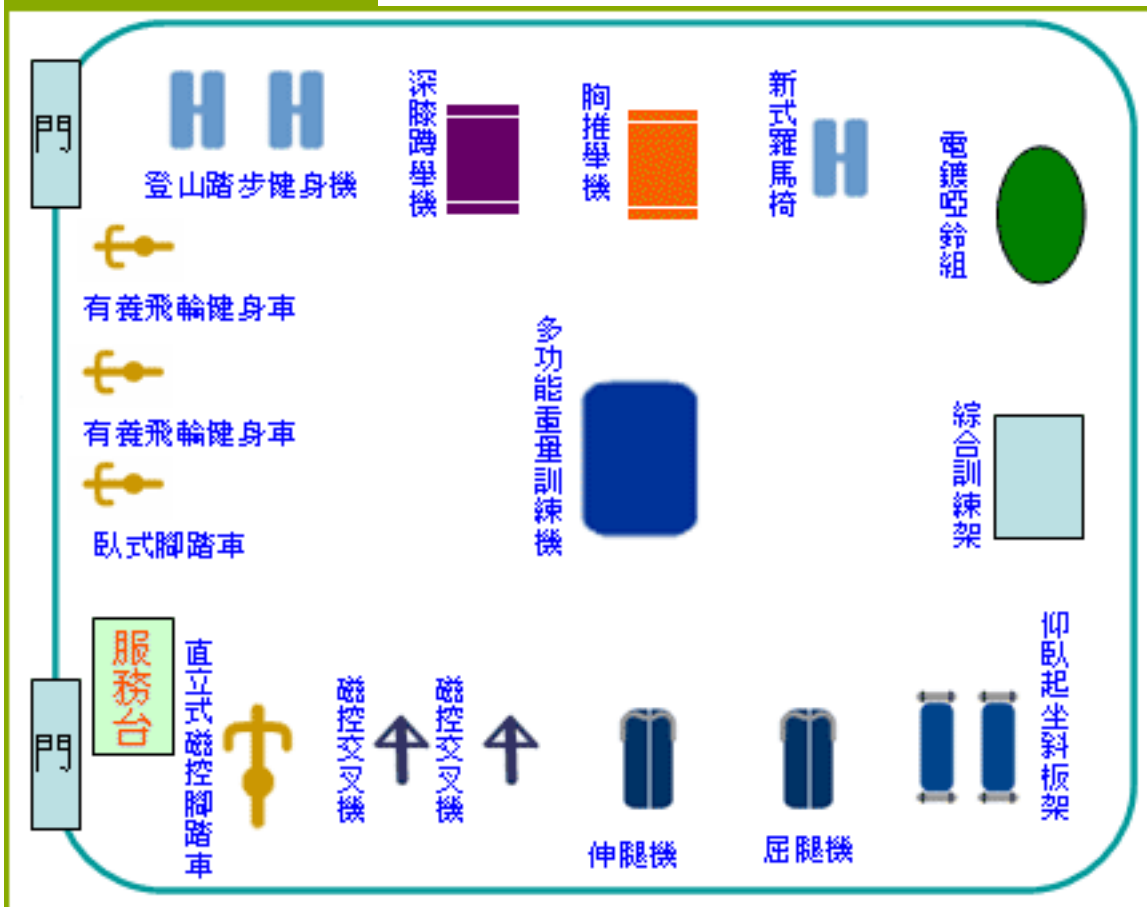 門
登山踏步健身機
深蹲舉機
胸推舉機
新式羅馬椅
電鍍啞鈴組
有養飛輪健身車
有養飛輪健身車
臥式腳踏車
多功能重量訓練機
綜合訓練架
服務台
門
直立式磁控腳踏車
磁控交叉機
磁控交叉機
伸腿機
屈腿機
仰臥起坐斜板架